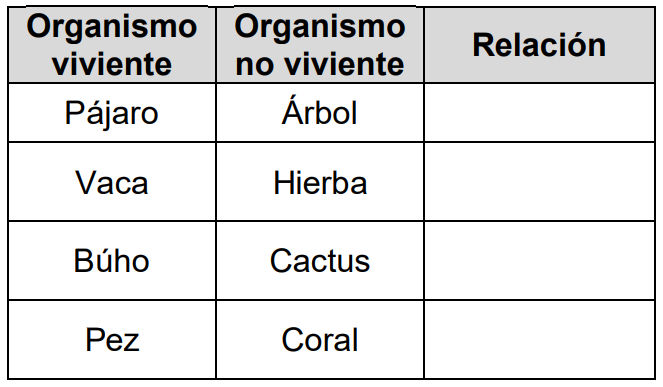 Organismo viviente
Organismo no viviente
Relación
Pájaro
Árbol
Vaca
Hierba
Búho
Cactus
Pez
Coral